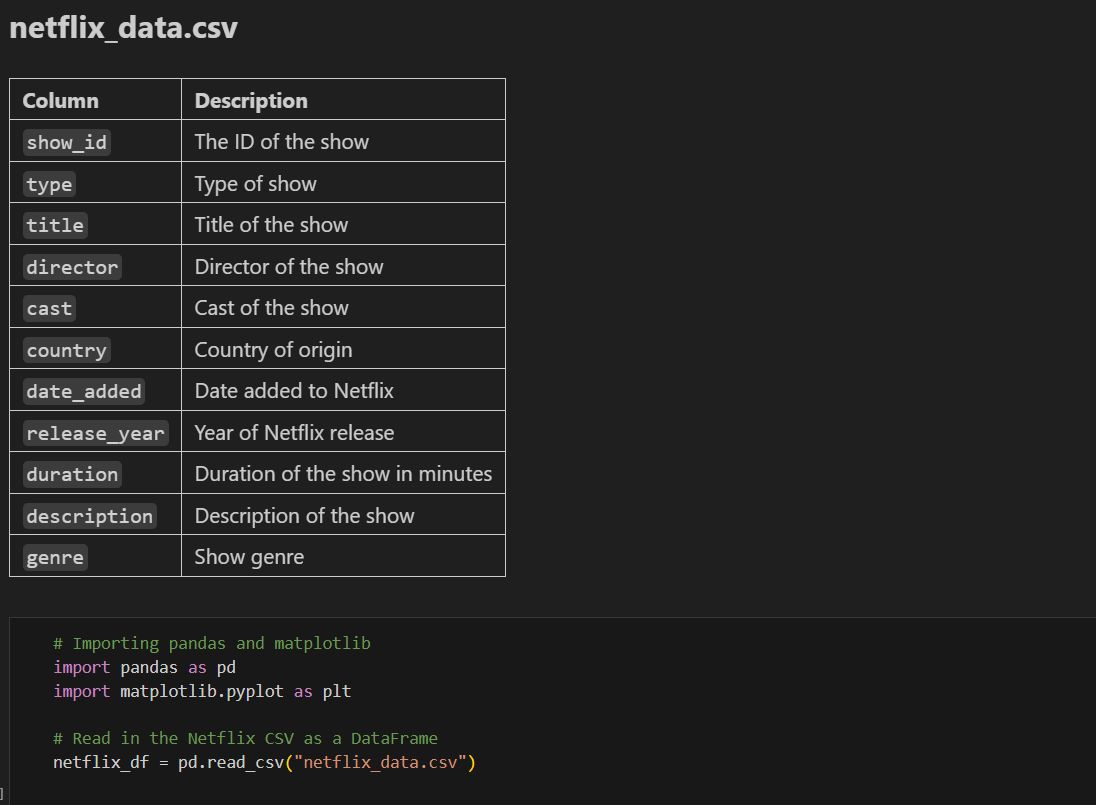 netflix_data.csv
Column Description
show_id The ID of the show
type Type of show
title Title of the show
director Director of the show
cast Cast of the show
country Country of origin
date_added Date added to Netflix
release_year Year of Netflix release
duration Duration of the show in minutes
description Description of the show
genre Show genre
# Importing pandas and matplotlib
import pandas as pd
import matplotlib.pyplot as plt
# Read in the Netflix CSV as a DataFrame
netflix_df = pd.read_csv("netflix_data.csv")
]